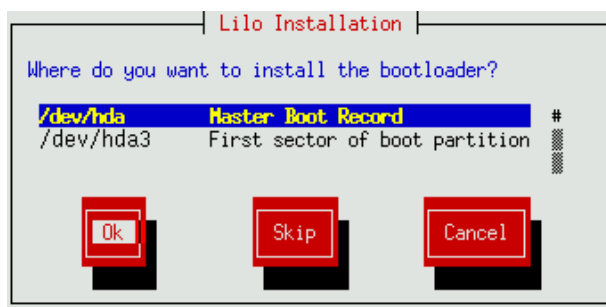 Lilo Installation
Where do you want to install the bootloader?
/dev/hda Master Boot Record #
/dev/hda3 First sector of boot partition
Ok Skip Cancel